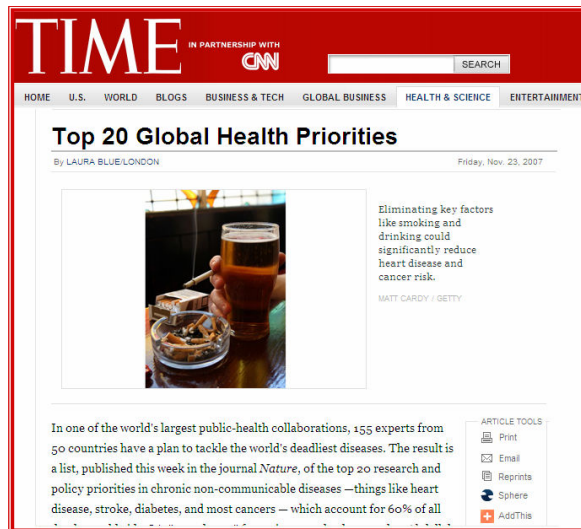 TIME
IN PARTNERSHIP WITH
CNN
SEARCH
HOME U.S. WORLD BLOGS BUSINESS & TECH GLOBAL BUSINESS HEALTH & SCIENCE ENTERTAINMENT
Top 20 Global Health Priorities
By LAURA BLUE/LONDON Friday, Nov. 23, 2007
Eliminating key factors
like smoking and
drinking could
significantly reduce
heart disease and
cancer risk.
MATT CARDY / GETTY
In one of the world's largest public-health collaborations, 155 experts from
50 countries have a plan to tackle the world's deadliest diseases. The result is
a list, published this week in the journal Nature, of the top 20 research and
policy priorities in chronic non-communicable diseases —things like heart
disease, stroke, diabetes, and most cancers — which account for 60% of all
ARTICLE TOOLS
Print
Email
Reprints
Sphere
AddThis